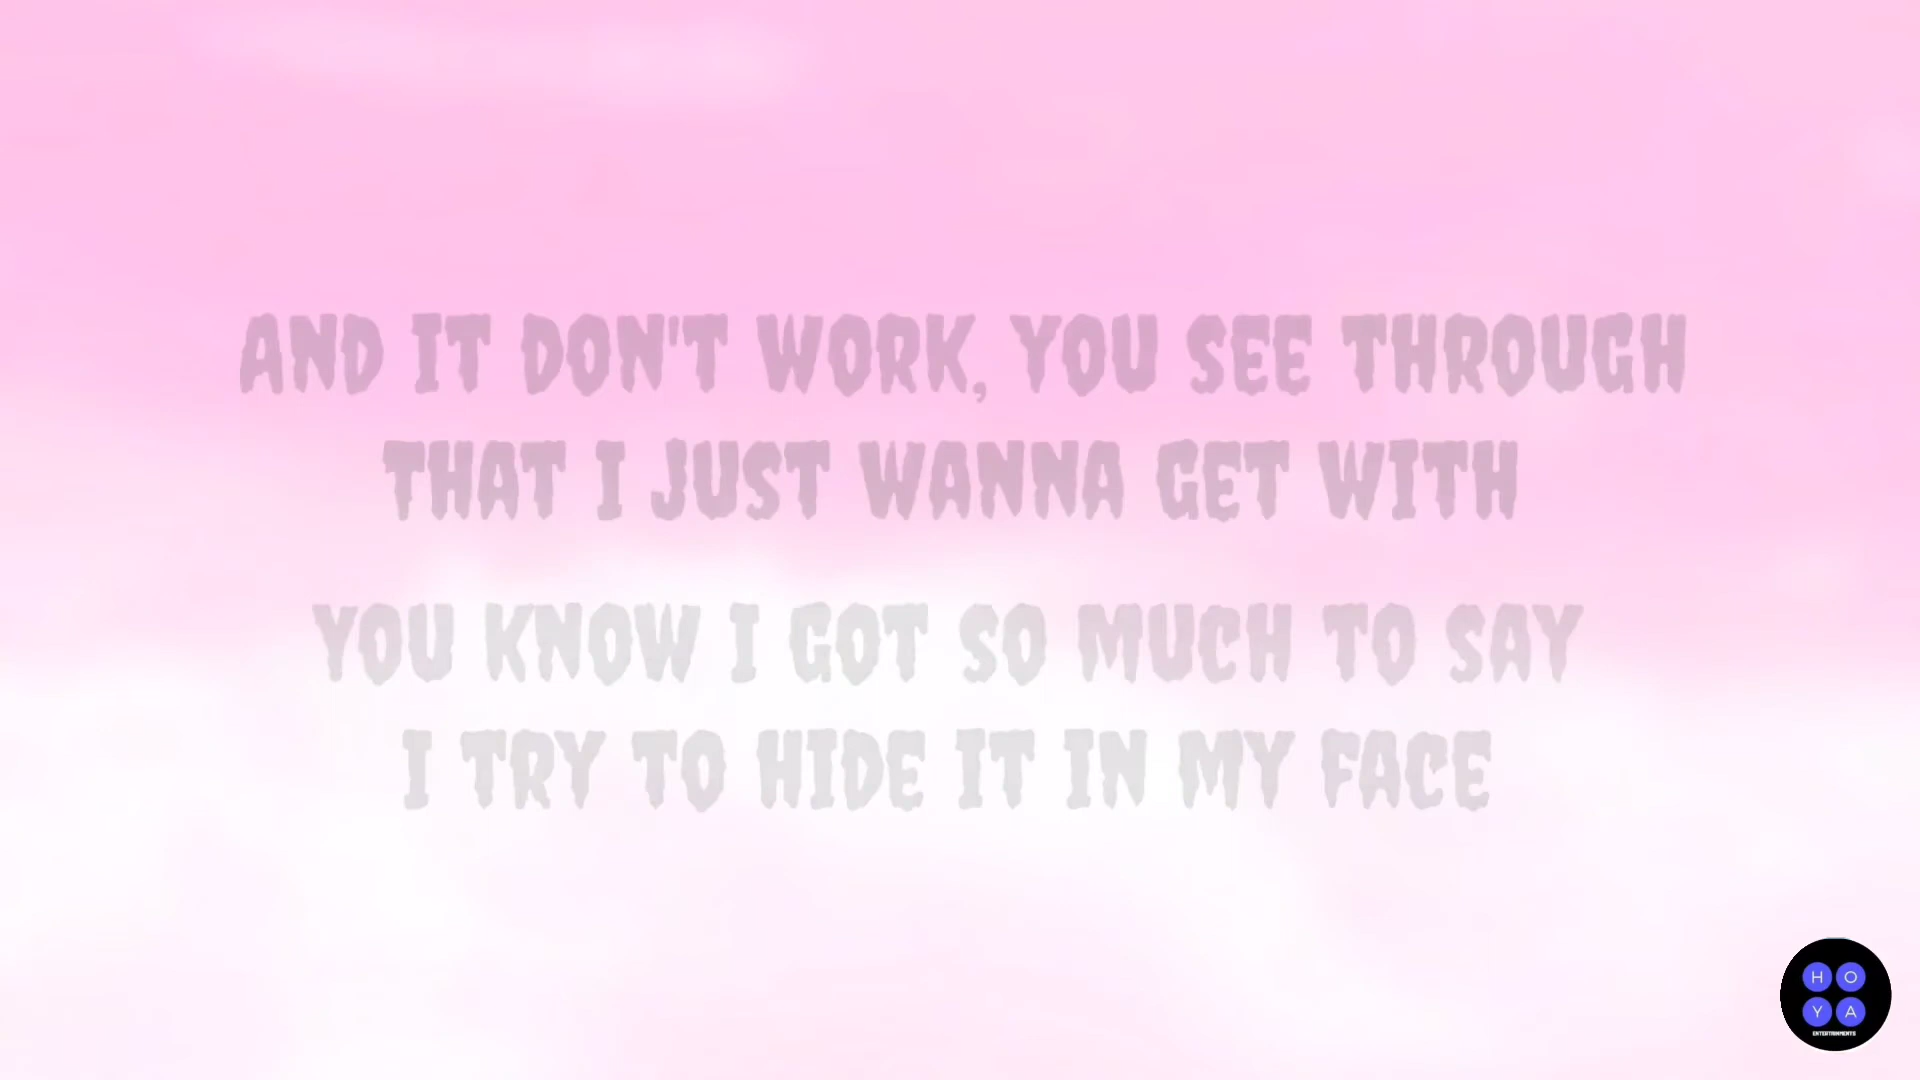 AND IT DON'T WORK, YOU SEE THROUGH
THAT I JUST WANNA GET WITH
YOU KNOW I GOT SO MUCH TO SAY
I TRY TO HIDE IT IN MY FACE
H O
Y A
ENTERTAINMENTS